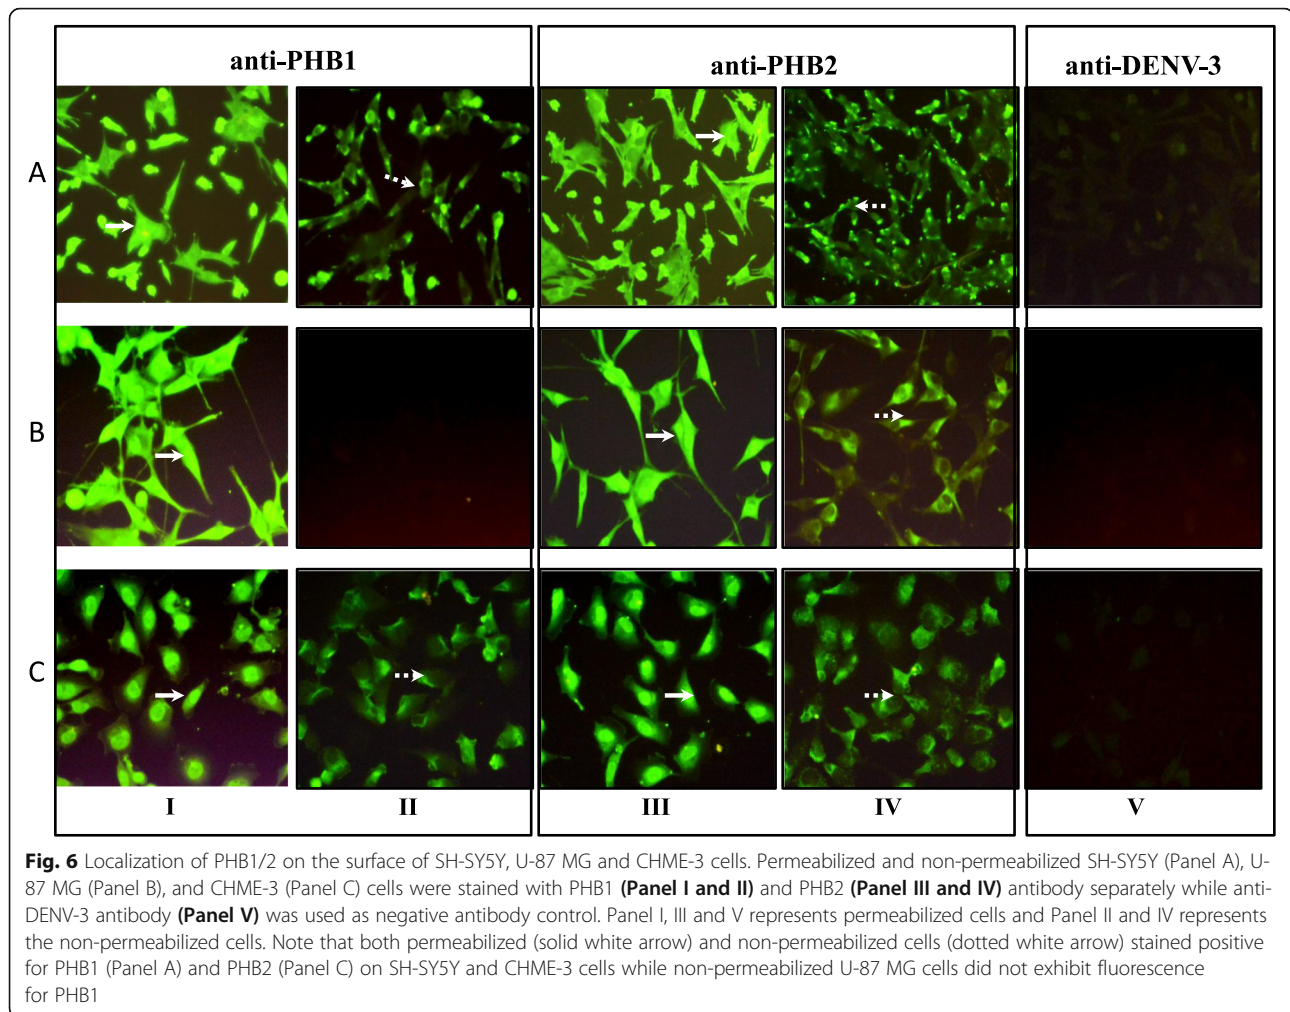 anti-PHB1
anti-PHB2
anti-DENV-3
A
B
C
I
II
III
IV
V
Fig. 6 Localization of PHB1/2 on the surface of SH-SY5Y, U-87 MG and CHME-3 cells. Permeabilized and non-permeabilized SH-SY5Y (Panel A), U-
87 MG (Panel B), and CHME-3 (Panel C) cells were stained with PHB1 (Panel I and II) and PHB2 (Panel III and IV) antibody separately while anti-
DENV-3 antibody (Panel V) was used as negative antibody control. Panel I, III and V represents permeabilized cells and Panel II and IV represents
the non-permeabilized cells. Note that both permeabilized (solid white arrow) and non-permeabilized cells (dotted white arrow) stained positive
for PHB1 (Panel A) and PHB2 (Panel C) on SH-SY5Y and CHME-3 cells while non-permeabilized U-87 MG cells did not exhibit fluorescence
for PHB1